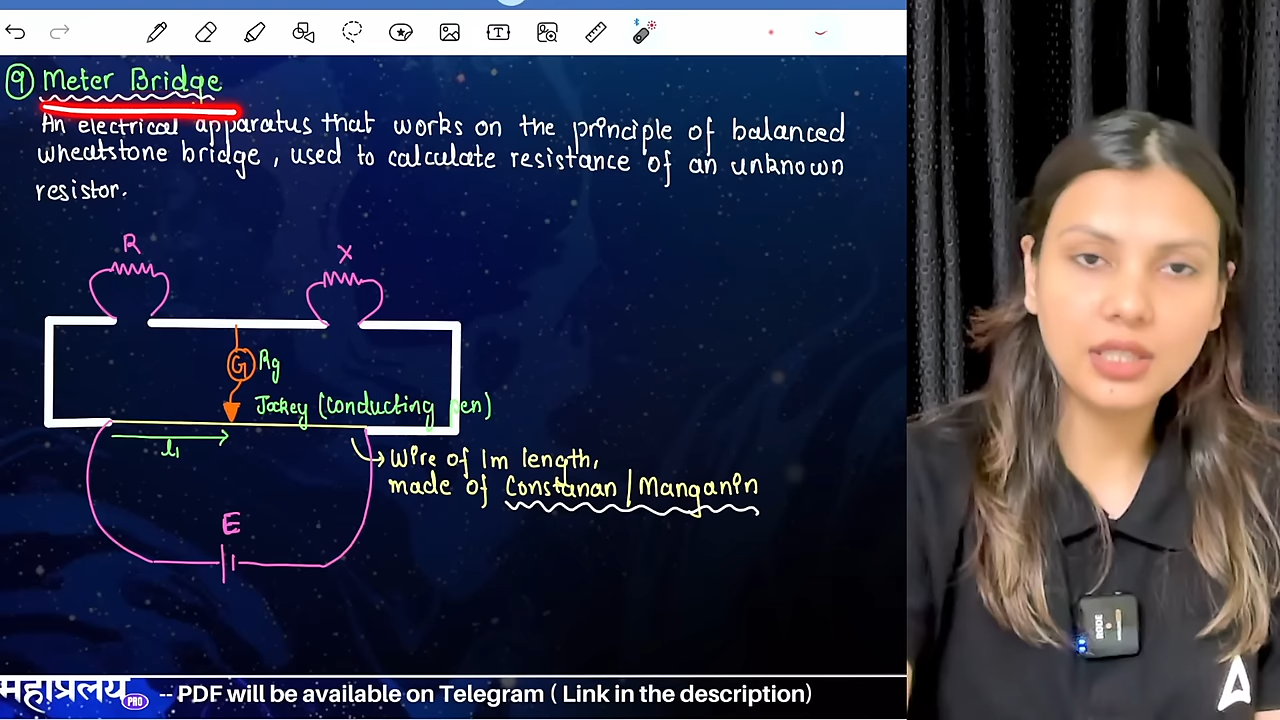 9 Meter Bridge
An electrical apparatus that works on the principle of balanced
wheatstone bridge, used to calculate resistance of an unknown
resistor.
R
X
G Rg
Jockey (conducting pen)
l1
Wire of 1m length,
made of Constanan | Manganin
E
महाप्रलय PRO -- PDF will be available on Telegram ( Link in the description)
RODE